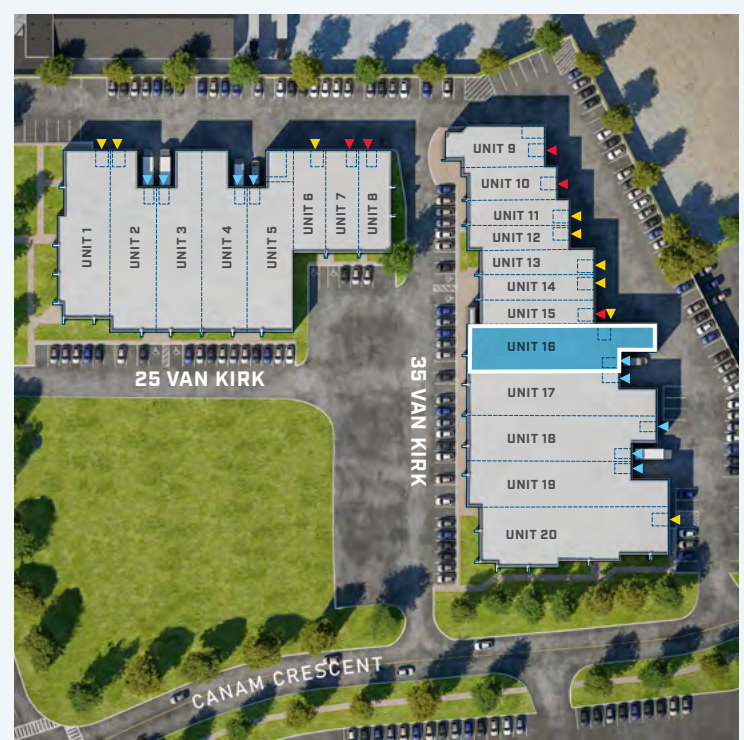 UNIT 1
UNIT 2
UNIT 3
UNIT 4
UNIT 5
UNIT 6
UNIT 7
UNIT 8
25 VAN KIRK
35 VAN KIRK
UNIT 9
UNIT 10
UNIT 11
UNIT 12
UNIT 13
UNIT 14
UNIT 15
UNIT 16
UNIT 17
UNIT 18
UNIT 19
UNIT 20
CANAM CRESCENT